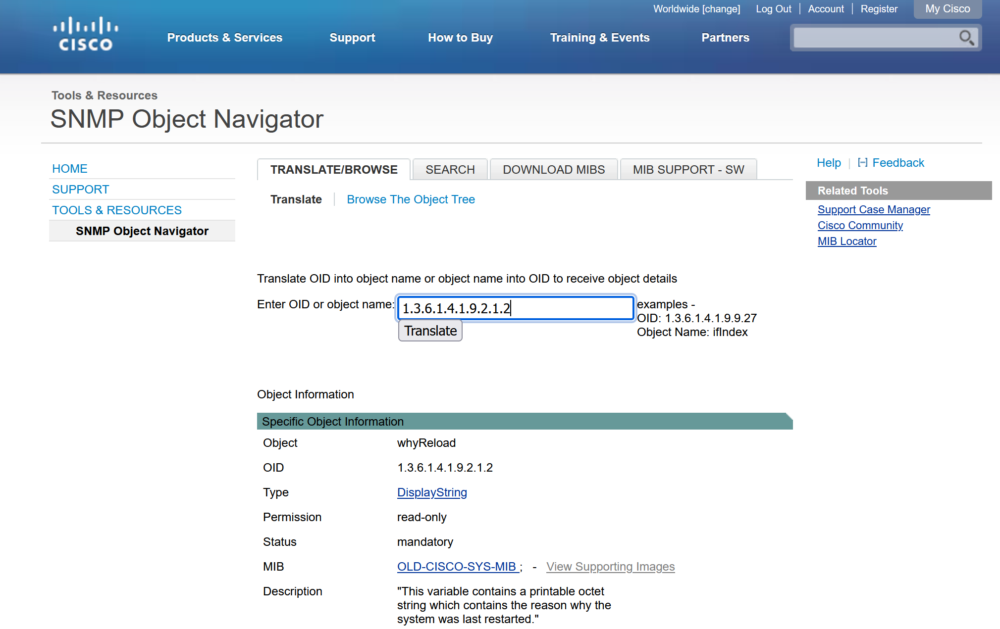 Worldwide [change] Log Out Account Register My Cisco
CISCO
Products & Services Support How to Buy Training & Events Partners
Tools & Resources
SNMP Object Navigator
HOME
SUPPORT
TOOLS & RESOURCES
SNMP Object Navigator
TRANSLATE/BROWSE SEARCH DOWNLOAD MIBS MIB SUPPORT - SW
Translate Browse The Object Tree
Help [-] Feedback
Related Tools
Support Case Manager
Cisco Community
MIB Locator
Translate OID into object name or object name into OID to receive object details
Enter OID or object name: 1.3.6.1.4.1.9.2.1.2
Translate
examples -
OID: 1.3.6.1.4.1.9.9.27
Object Name: ifIndex
Object Information
Specific Object Information
Object whyReload
OID 1.3.6.1.4.1.9.2.1.2
Type DisplayString
Permission read-only
Status mandatory
MIB OLD-CISCO-SYS-MIB ; - View Supporting Images
Description "This variable contains a printable octet
string which contains the reason why the
system was last restarted."